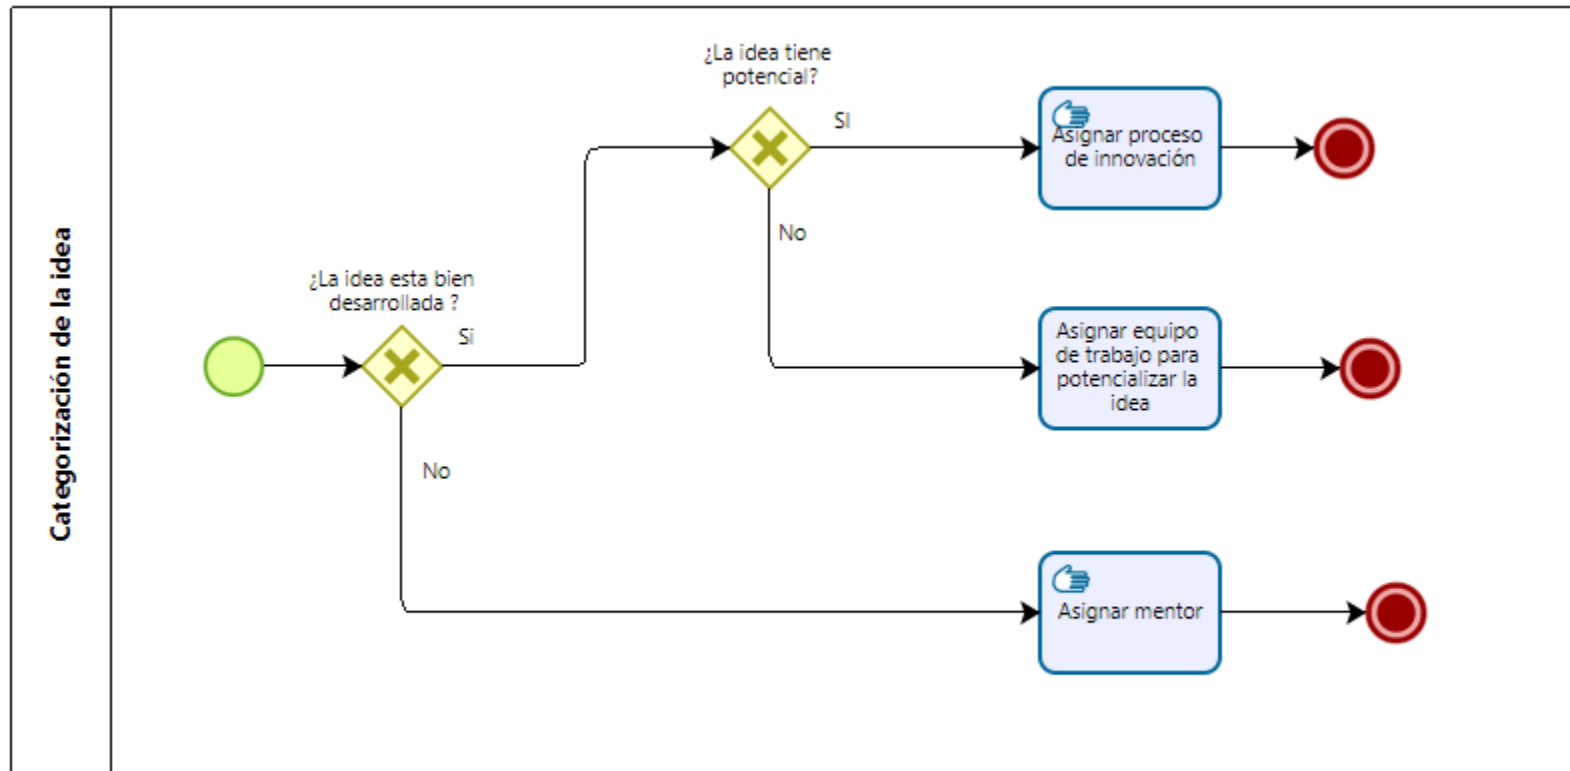 Categorización de la idea
¿La idea esta bien
desarrollada ?
Si
No
¿La idea tiene
potencial?
SI
No
Asignar proceso
de innovación
Asignar equipo
de trabajo para
potencializar la
idea
Asignar mentor